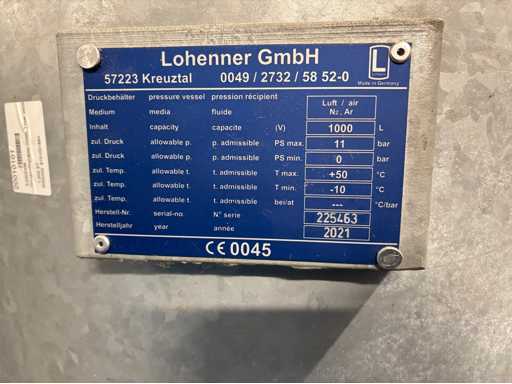 Lohenner GmbH
57223 Kreuztal 0049 / 2732 / 5 8 52-0
L
Made in Germany
Druckbehälter pressure vessel pression récipient
Medium media fluide Luft / air N₂, Ar
Inhalt capacity capacite (V) 1000 L
zul. Druck allowable p. p. admissible PS max. 11 bar
zul. Druck allowable p. p. admissible PS min. 0 bar
zul. Temp. allowable t. t. admissible T max. +50 °C
zul. Temp. allowable t. t. admissible T min. -10 °C
zul. Temp. allowable t. t. admissible bei/at --- °C/bar
Herstell-Nr. serial-no. N° serie 225463
Herstelljahr year année 2021
CE 0045